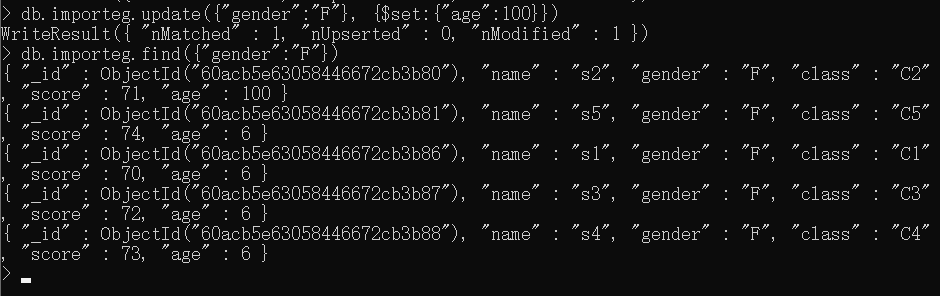 > db.importeg.update({"gender":"F"}, {$set:{"age":100}})
WriteResult({ "nMatched" : 1, "nUpserted" : 0, "nModified" : 1 })
> db.importeg.find({"gender":"F"})
{ "_id" : ObjectId("60acb5e63058446672cb3b80"), "name" : "s2", "gender" : "F", "class" : "C2"
, "score" : 71, "age" : 100 }
{ "_id" : ObjectId("60acb5e63058446672cb3b81"), "name" : "s5", "gender" : "F", "class" : "C5"
, "score" : 74, "age" : 6 }
{ "_id" : ObjectId("60acb5e63058446672cb3b86"), "name" : "s1", "gender" : "F", "class" : "C1"
, "score" : 70, "age" : 6 }
{ "_id" : ObjectId("60acb5e63058446672cb3b87"), "name" : "s3", "gender" : "F", "class" : "C3"
, "score" : 72, "age" : 6 }
{ "_id" : ObjectId("60acb5e63058446672cb3b88"), "name" : "s4", "gender" : "F", "class" : "C4"
, "score" : 73, "age" : 6 }
>